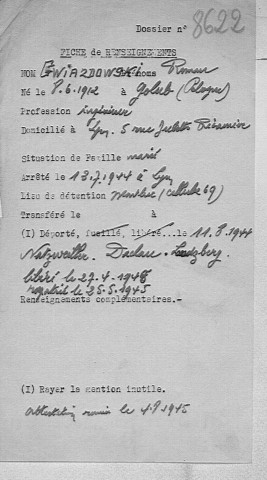 Dossier n° 8622
FICHE de RENSEIGNEMENTS
NOM GWIAZDOWSKI Prénoms Roman
Né le 8.6.1912 à Golub (Pologne)
Profession ingénieur
Domicilié à Lyon. 5 rue Juliette Récamier
Situation de Famille marié
Arrêté le 13.7.1944 à Lyon
Lieu de détention Montluc (cellule 69)
Transféré le à
(I) Déporté, fusillé, libéré...le 11.8.1944
Natzweiler. Dachau. Landsberg.
libéré le 27.4.1945
rapatrié le 25.5.1945
Renseignements complémentaires.-
(I) Rayer la mention inutile.
attestation remise le 1945